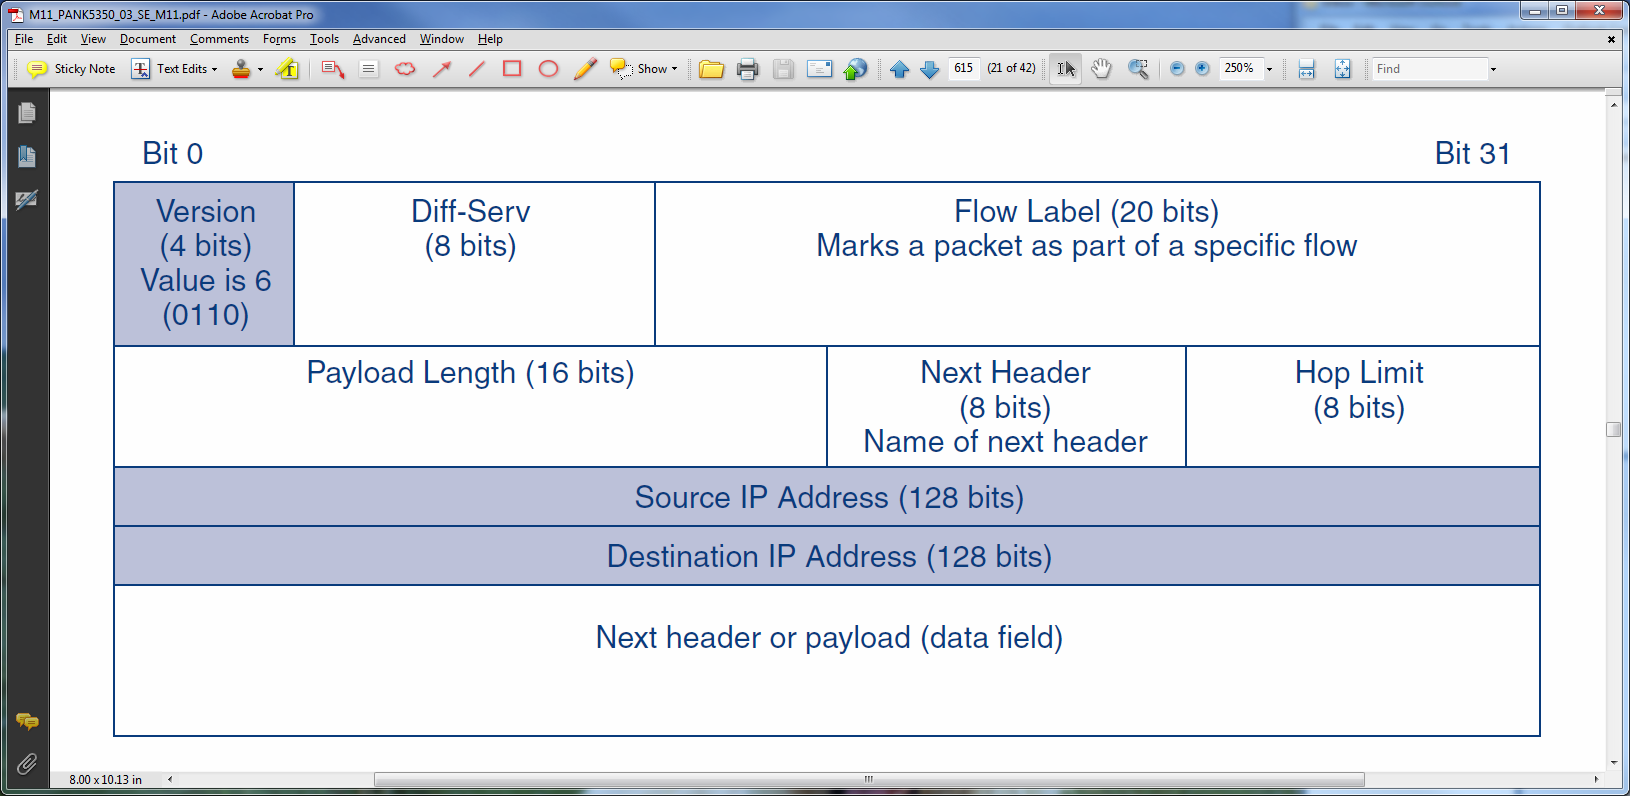 M11_PANK5350_03_SE_M11.pdf - Adobe Acrobat Pro
File Edit View Document Comments Forms Tools Advanced Window Help
Sticky Note Text Edits Show 615 (21 of 42) 250% Find
Bit 0 Bit 31
Version Diff-Serv Flow Label (20 bits)
(4 bits) (8 bits) Marks a packet as part of a specific flow
Value is 6
(0110)
Payload Length (16 bits) Next Header Hop Limit
(8 bits) (8 bits)
Name of next header
Source IP Address (128 bits)
Destination IP Address (128 bits)
Next header or payload (data field)
8.00 x 10.13 in